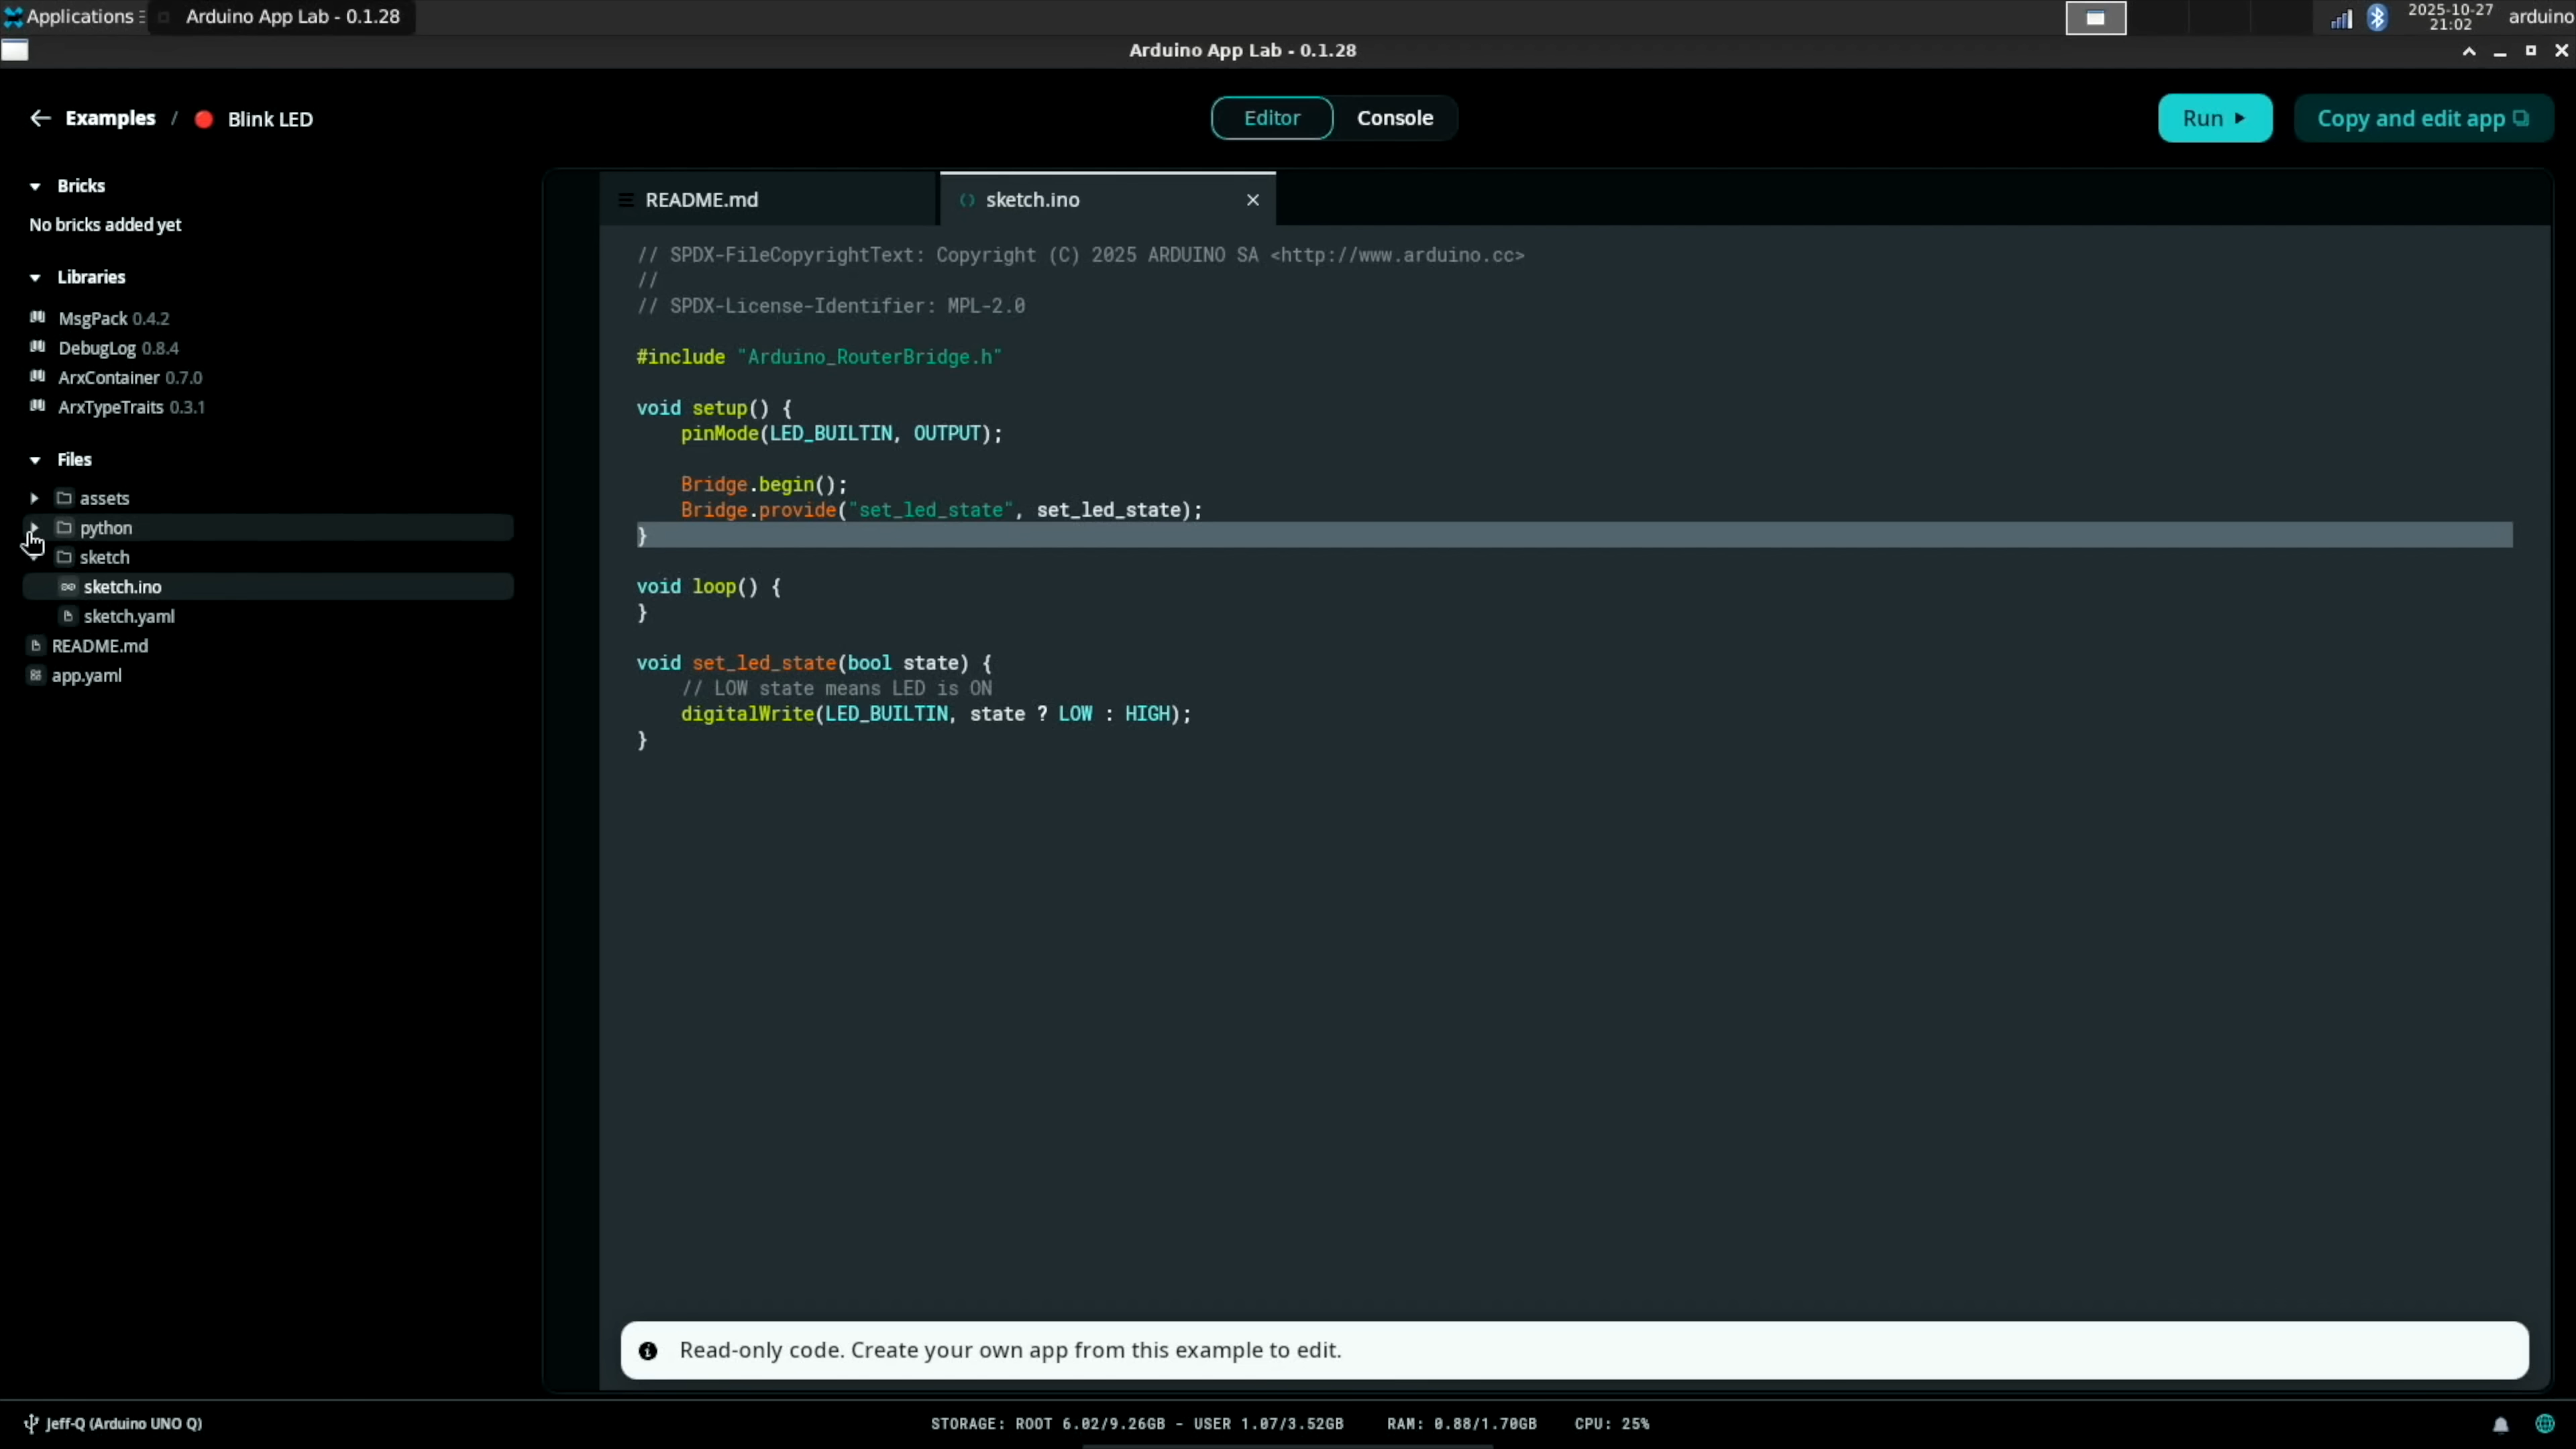 Applications
Arduino App Lab - 0.1.28
2025-10-27
21:02
arduino
Arduino App Lab - 0.1.28
Examples / Blink LED
Editor
Console
Run
Copy and edit app
Bricks
No bricks added yet
Libraries
MsgPack 0.4.2
DebugLog 0.8.4
ArxContainer 0.7.0
ArxTypeTraits 0.3.1
Files
assets
python
sketch
sketch.ino
sketch.yaml
README.md
app.yaml
README.md
sketch.ino
// SPDX-FileCopyrightText: Copyright (C) 2025 ARDUINO SA <http://www.arduino.cc>
//
// SPDX-License-Identifier: MPL-2.0
#include "Arduino_RouterBridge.h"
void setup() {
    pinMode(LED_BUILTIN, OUTPUT);
    Bridge.begin();
    Bridge.provide("set_led_state", set_led_state);
}
void loop() {
}
void set_led_state(bool state) {
    // LOW state means LED is ON
    digitalWrite(LED_BUILTIN, state ? LOW : HIGH);
}
Read-only code. Create your own app from this example to edit.
Jeff-Q (Arduino UNO Q)
STORAGE: ROOT 6.02/9.26GB - USER 1.07/3.52GB
RAM: 0.88/1.70GB
CPU: 25%